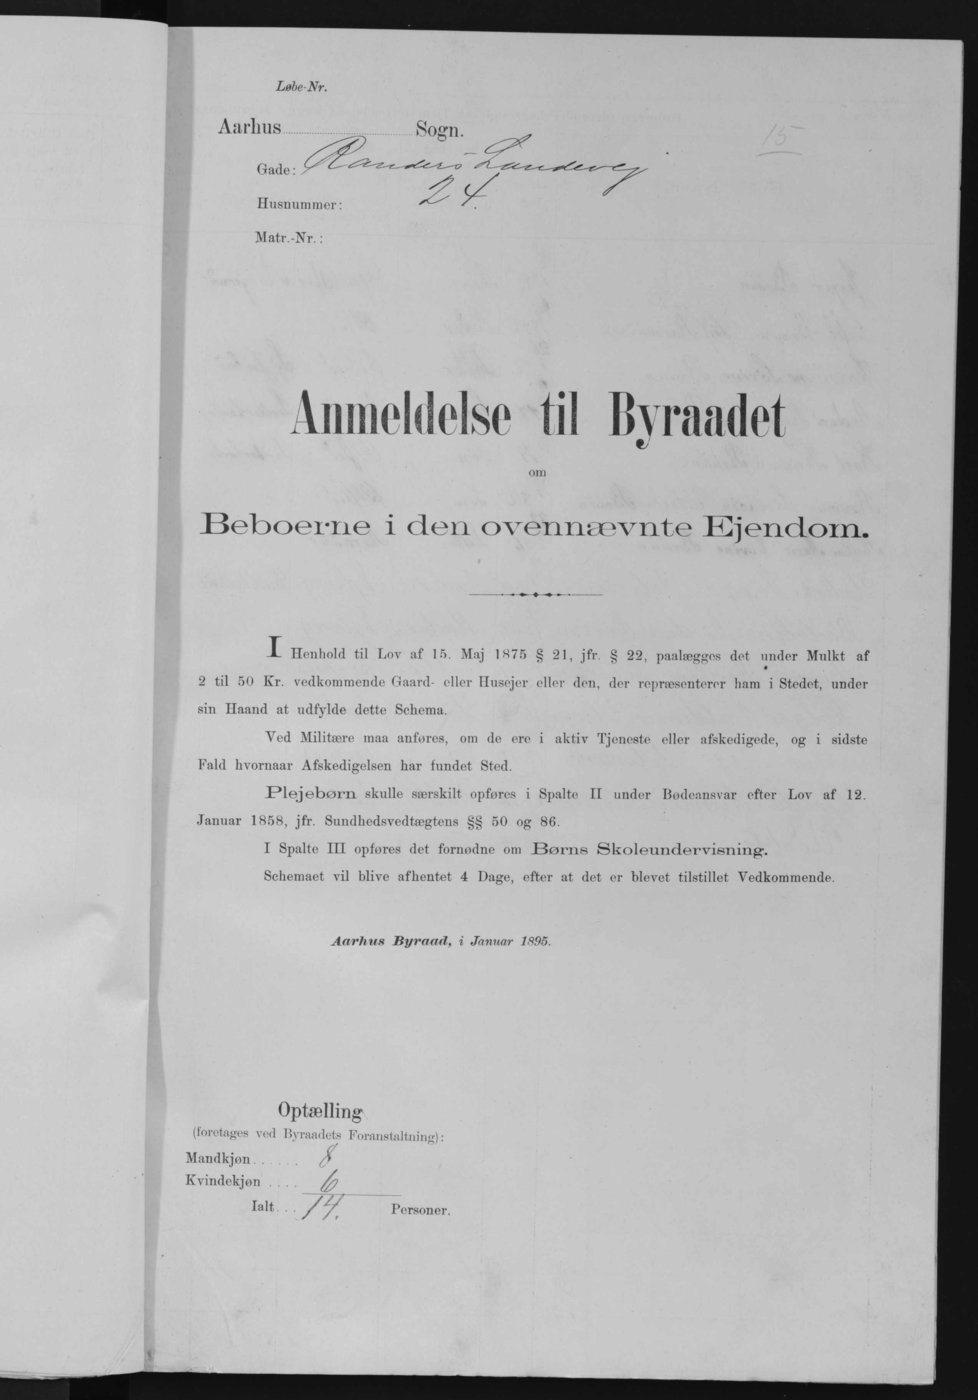 Løbe-Nr.
Aarhus Sogn.
15
Gade: Randers Landevej
Husnummer: 24.
Matr.-Nr.:
Anmeldelse til Byraadet
om
Beboerne i den ovennævnte Ejendom.
I Henhold til Lov af 15. Maj 1875 § 21, jfr. § 22, paalægges det under Mulkt af
2 til 50 Kr. vedkommende Gaard- eller Husejer eller den, der repræsenterer ham i Stedet, under
sin Haand at udfylde dette Schema.
Ved Militære maa anføres, om de ere i aktiv Tjeneste eller afskedigede, og i sidste
Fald hvornaar Afskedigelsen har fundet Sted.
Plejebørn skulle særskilt opføres i Spalte II under Bødeansvar efter Lov af 12.
Januar 1858, jfr. Sundhedsvedtægtens §§ 50 og 86.
I Spalte III opføres det fornødne om Børns Skoleundervisning.
Schemaet vil blive afhentet 4 Dage, efter at det er blevet tilstillet Vedkommende.
Aarhus Byraad, i Januar 1895.
Optælling
(foretages ved Byraadets Foranstaltning):
Mandkjøn...... 8
Kvindekjøn .... 6
Ialt... 14. Personer.